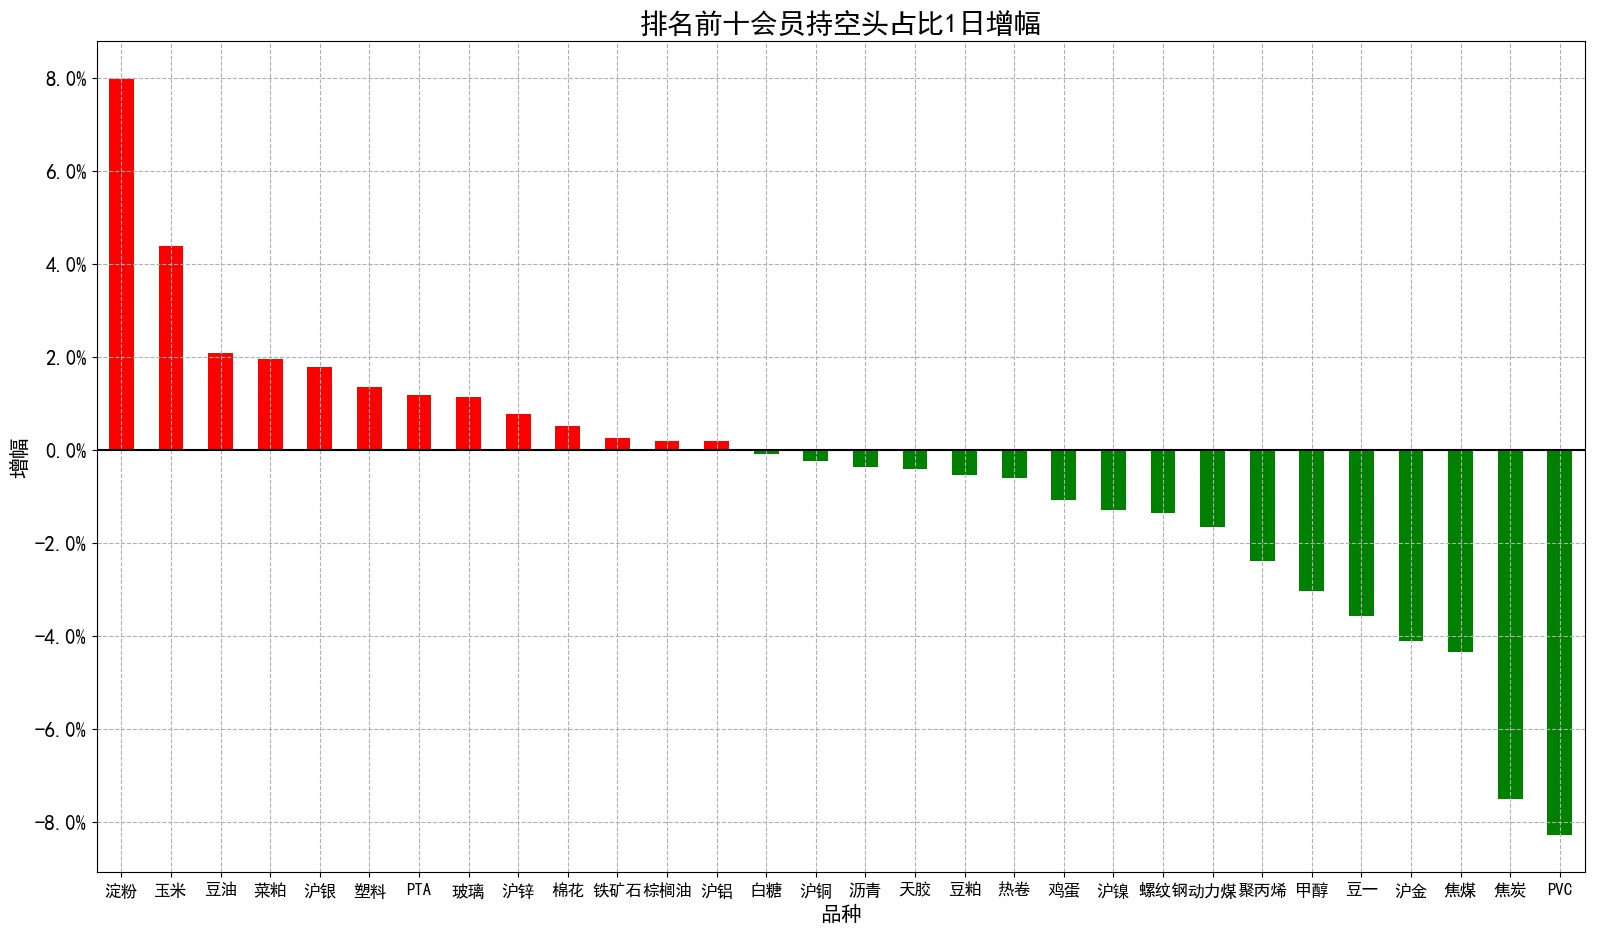 排名前十会员持空头占比1日增幅
8.0%
6.0%
4.0%
2.0%
0.0%
-2.0%
-4.0%
-6.0%
-8.0%
增幅
淀粉 玉米 豆油 菜粕 沪银 塑料 PTA 玻璃 沪锌 棉花 铁矿石 棕榈油 沪铝 白糖 沪铜 沥青 天胶 豆粕 热卷 鸡蛋 沪镍 螺纹钢 动力煤 聚丙烯 甲醇 豆一 沪金 焦煤 焦炭 PVC
品种